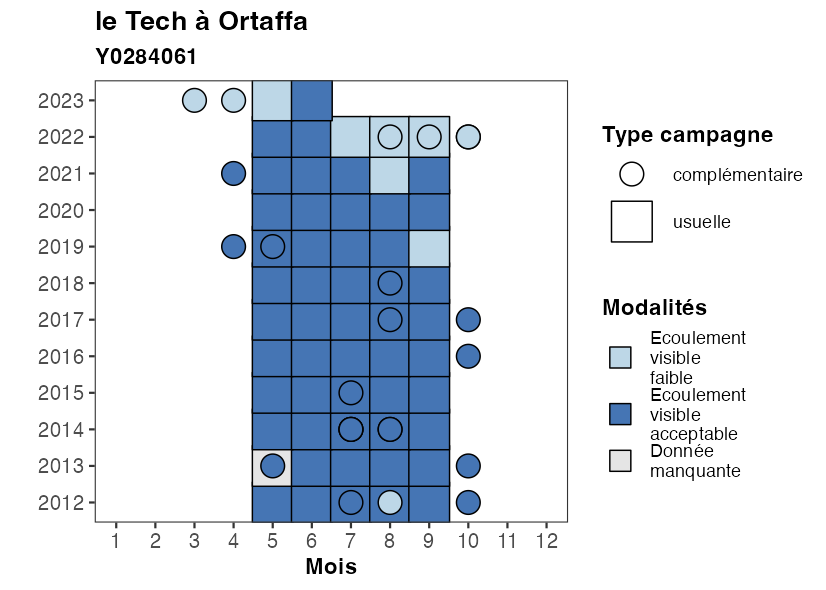 le Tech à Ortaffa
Y0284061
2023
2022
2021
2020
2019
2018
2017
2016
2015
2014
2013
2012
1 2 3 4 5 6 7 8 9 10 11 12
Mois
Type campagne
complémentaire
usuelle
Modalités
Ecoulement
visible
faible
Ecoulement
visible
acceptable
Donnée
manquante